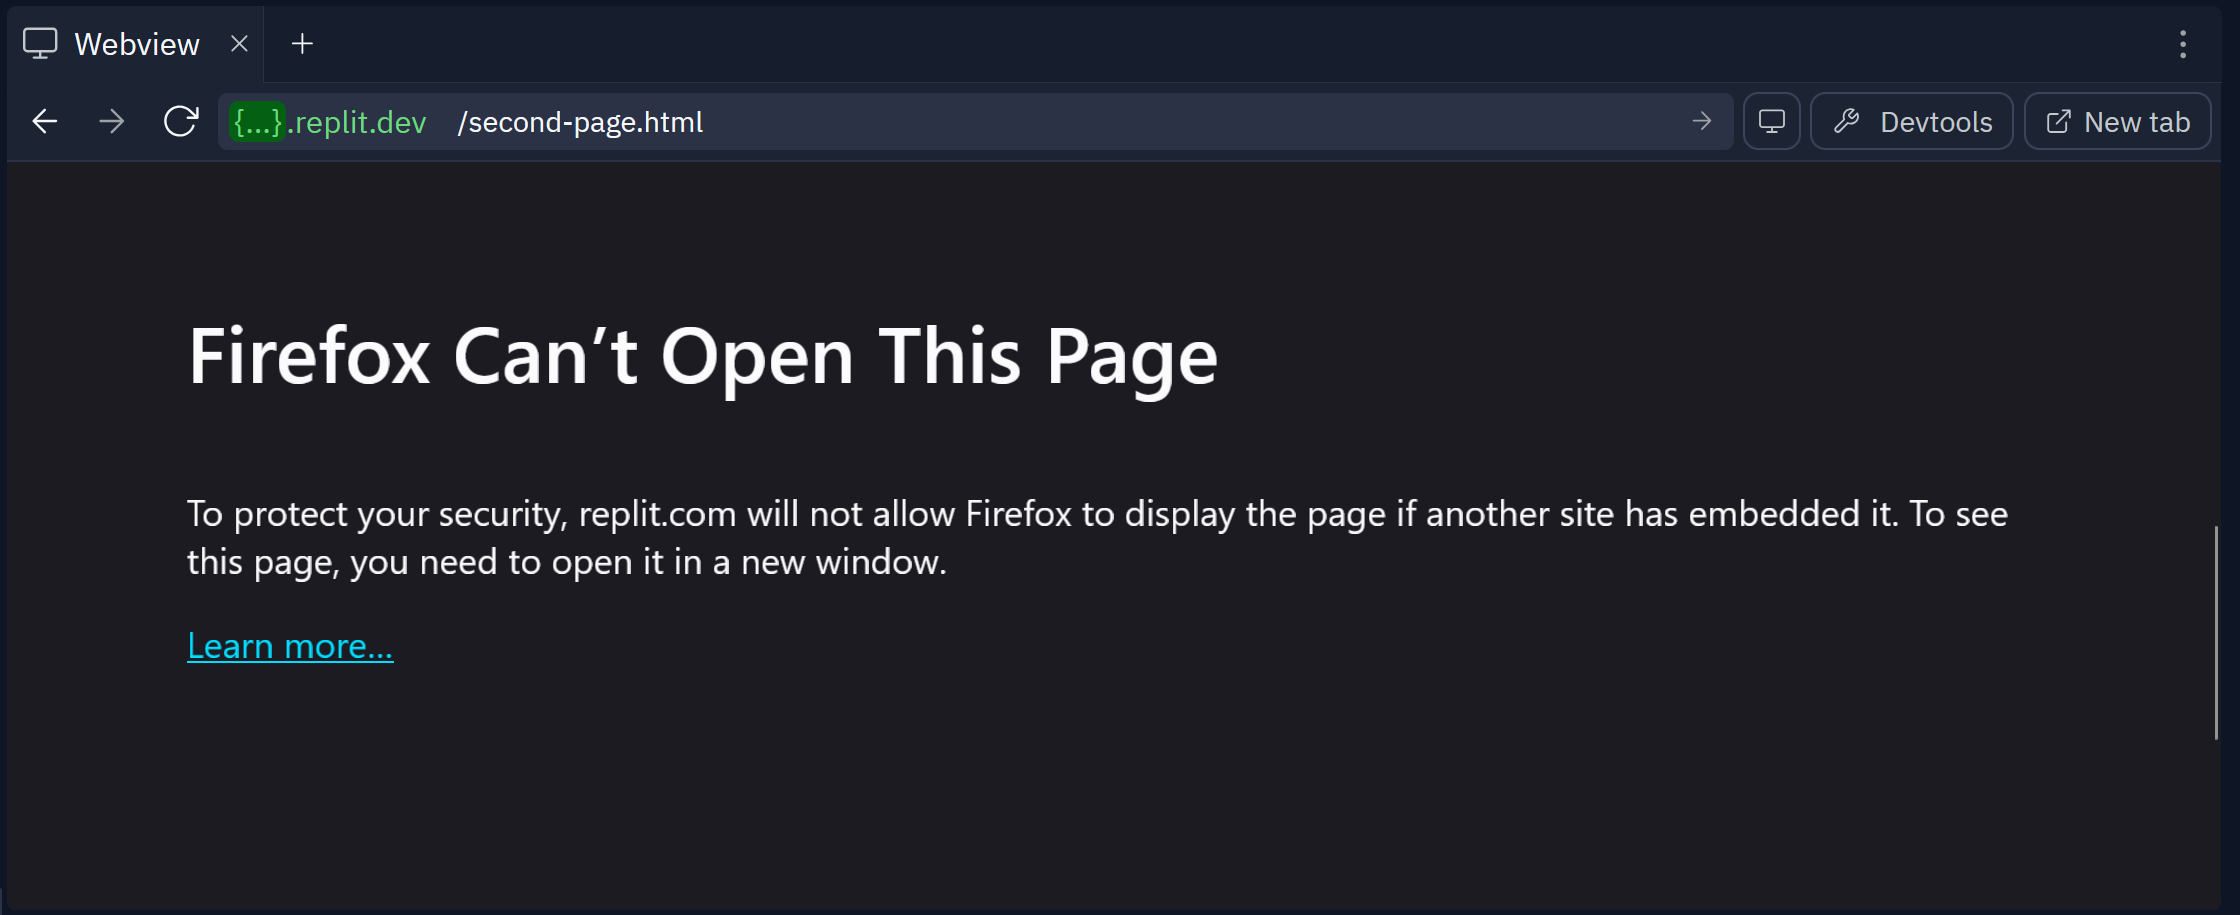 Webview
{...}.replit.dev /second-page.html
Devtools
New tab
Firefox Can’t Open This Page
To protect your security, replit.com will not allow Firefox to display the page if another site has embedded it. To see
this page, you need to open it in a new window.
Learn more…